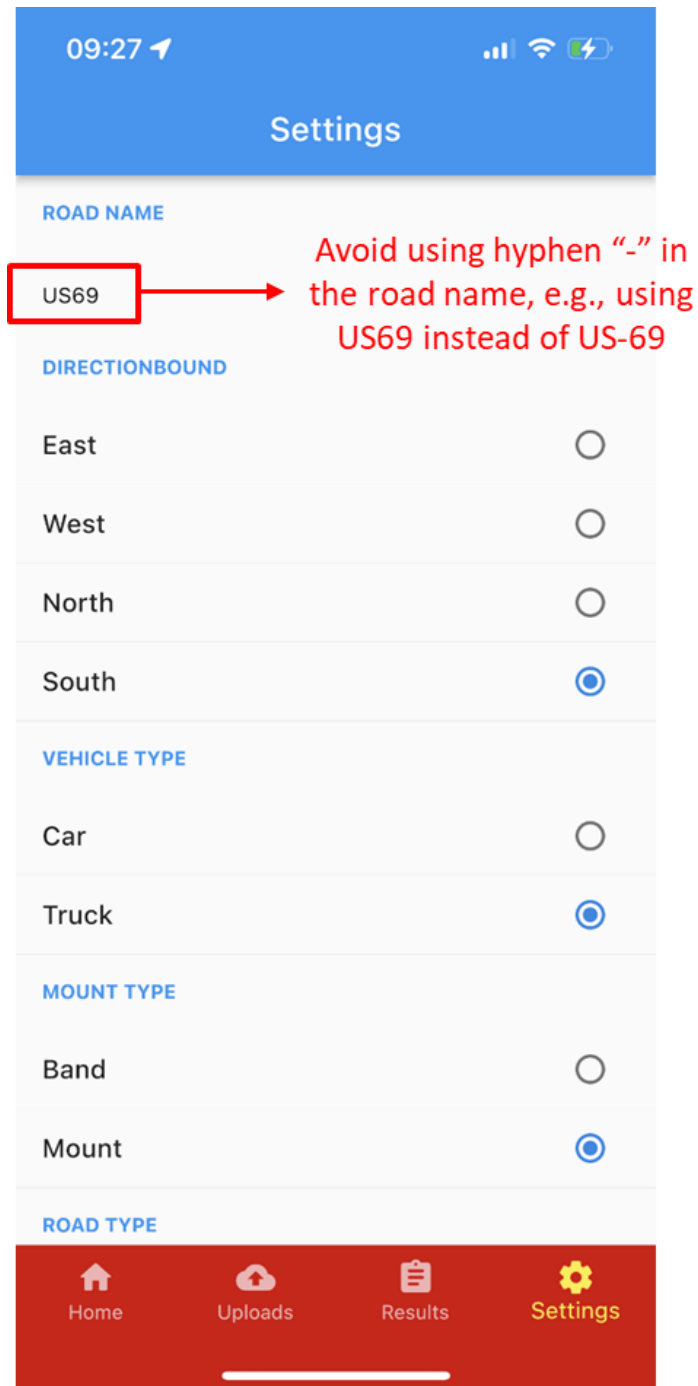 09:27
Settings
ROAD NAME
US69
Avoid using hyphen “-” in
the road name, e.g., using
US69 instead of US-69
DIRECTIONBOUND
East
West
North
South
VEHICLE TYPE
Car
Truck
MOUNT TYPE
Band
Mount
ROAD TYPE
Home Uploads Results Settings